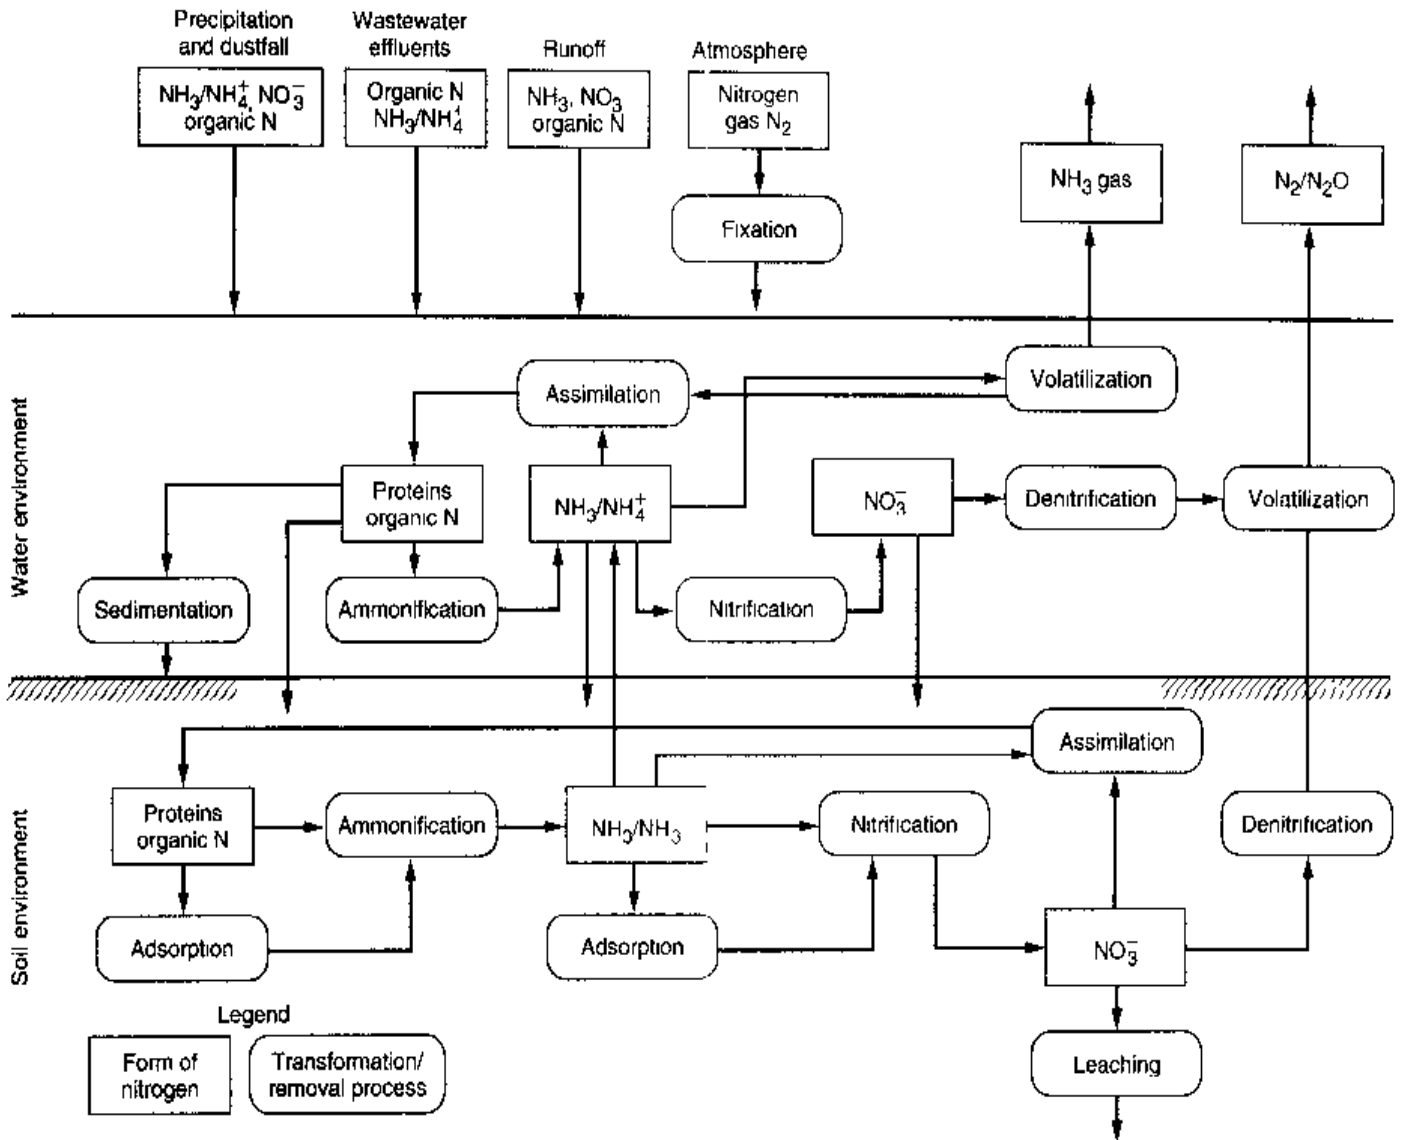 Precipitation
and dustfall
NH₃/NH₄⁺, NO₃⁻
organic N
Wastewater
effluents
Organic N
NH₃/NH₄⁺
Runoff
NH₃, NO₃
organic N
Atmosphere
Nitrogen
gas N₂
Fixation
NH₃ gas
N₂/N₂O
Water environment
Assimilation
Volatilization
Proteins
organic N
NH₃/NH₄⁺
NO₃⁻
Denitrification
Volatilization
Sedimentation
Ammonification
Nitrification
Soil environment
Assimilation
Proteins
organic N
Ammonification
NH₃/NH₃
Nitrification
Denitrification
Adsorption
Adsorption
NO₃⁻
Leaching
Legend
Form of
nitrogen
Transformation/
removal process